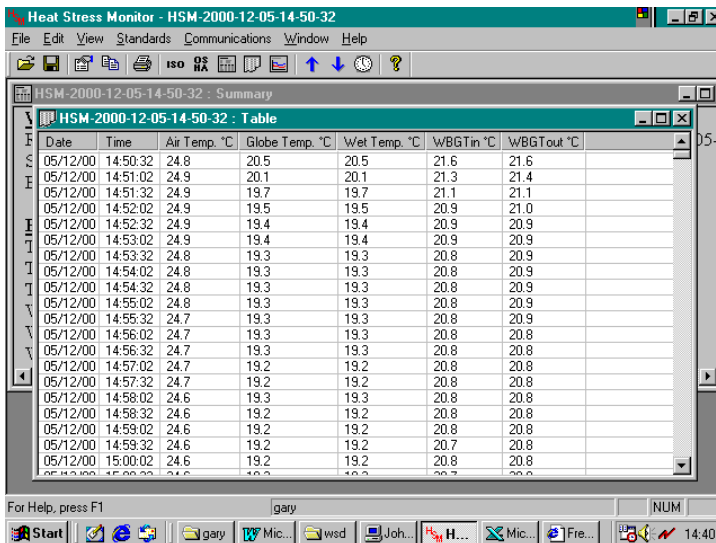 Heat Stress Monitor - HSM-2000-12-05-14-50-32
File Edit View Standards Communications Window Help
ISO OS HA
HSM-2000-12-05-14-50-32 : Summary
HSM-2000-12-05-14-50-32 : Table
Date Time Air Temp. °C Globe Temp. °C Wet Temp. °C WBGTin °C WBGTout °C
05/12/00 14:50:32 24.8 20.5 20.5 21.6 21.6
05/12/00 14:51:02 24.9 20.1 20.1 21.3 21.4
05/12/00 14:51:32 24.9 19.7 19.7 21.1 21.1
05/12/00 14:52:02 24.9 19.5 19.5 20.9 21.0
05/12/00 14:52:32 24.9 19.4 19.4 20.9 20.9
05/12/00 14:53:02 24.9 19.4 19.4 20.9 20.9
05/12/00 14:53:32 24.8 19.3 19.3 20.8 20.9
05/12/00 14:54:02 24.8 19.3 19.3 20.8 20.9
05/12/00 14:54:32 24.8 19.3 19.3 20.8 20.9
05/12/00 14:55:02 24.8 19.3 19.3 20.8 20.9
05/12/00 14:55:32 24.7 19.3 19.3 20.8 20.9
05/12/00 14:56:02 24.7 19.3 19.3 20.8 20.8
05/12/00 14:56:32 24.7 19.3 19.3 20.8 20.8
05/12/00 14:57:02 24.7 19.2 19.2 20.8 20.8
05/12/00 14:57:32 24.7 19.2 19.2 20.8 20.8
05/12/00 14:58:02 24.6 19.3 19.3 20.8 20.8
05/12/00 14:58:32 24.6 19.2 19.2 20.8 20.8
05/12/00 14:59:02 24.6 19.2 19.2 20.8 20.8
05/12/00 14:59:32 24.6 19.2 19.2 20.7 20.8
05/12/00 15:00:02 24.6 19.2 19.2 20.8 20.8
For Help, press F1 gary NUM
Start gary Mic... wsd Joh... H... Mic... Fre... 14:40